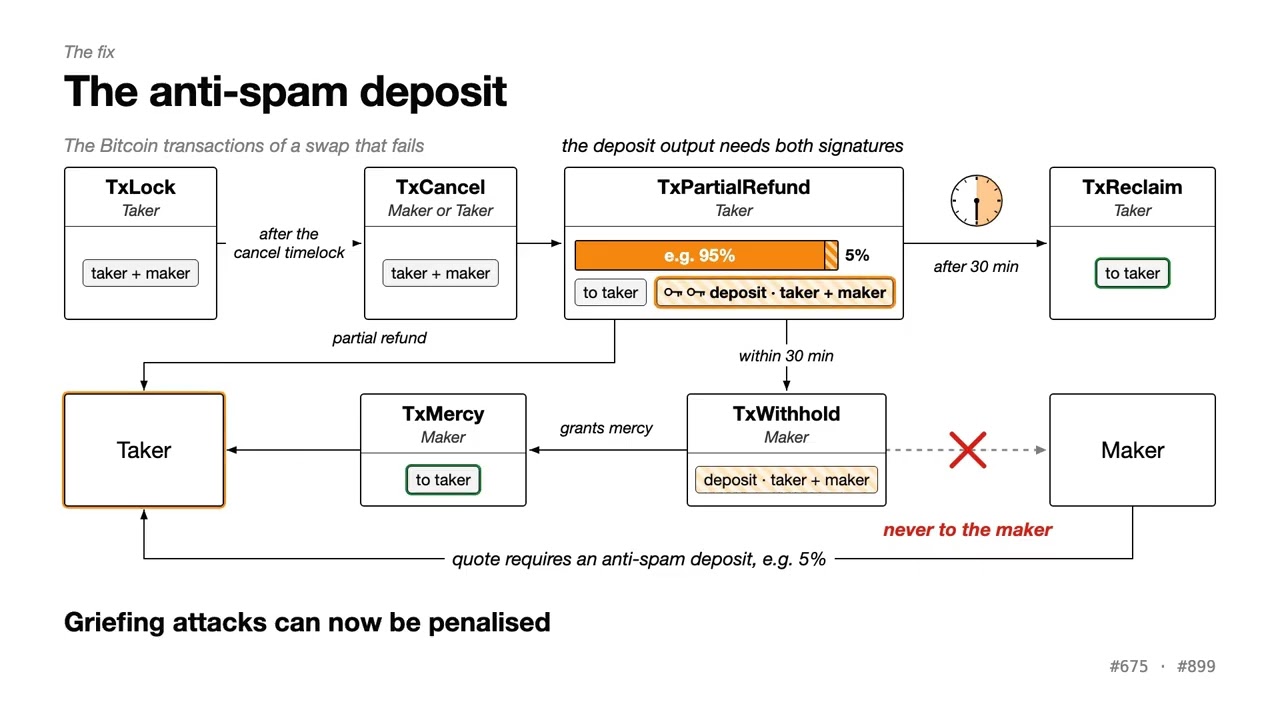 The fix
The anti-spam deposit
The Bitcoin transactions of a swap that fails
the deposit output needs both signatures
TxLock
Taker
taker + maker
after the
cancel timelock
TxCancel
Maker or Taker
taker + maker
TxPartialRefund
Taker
e.g. 95%
5%
to taker
deposit · taker + maker
after 30 min
TxReclaim
Taker
to taker
partial refund
within 30 min
Taker
TxMercy
Maker
to taker
grants mercy
TxWithhold
Maker
deposit · taker + maker
Maker
never to the maker
quote requires an anti-spam deposit, e.g. 5%
Griefing attacks can now be penalised
#675 · #899